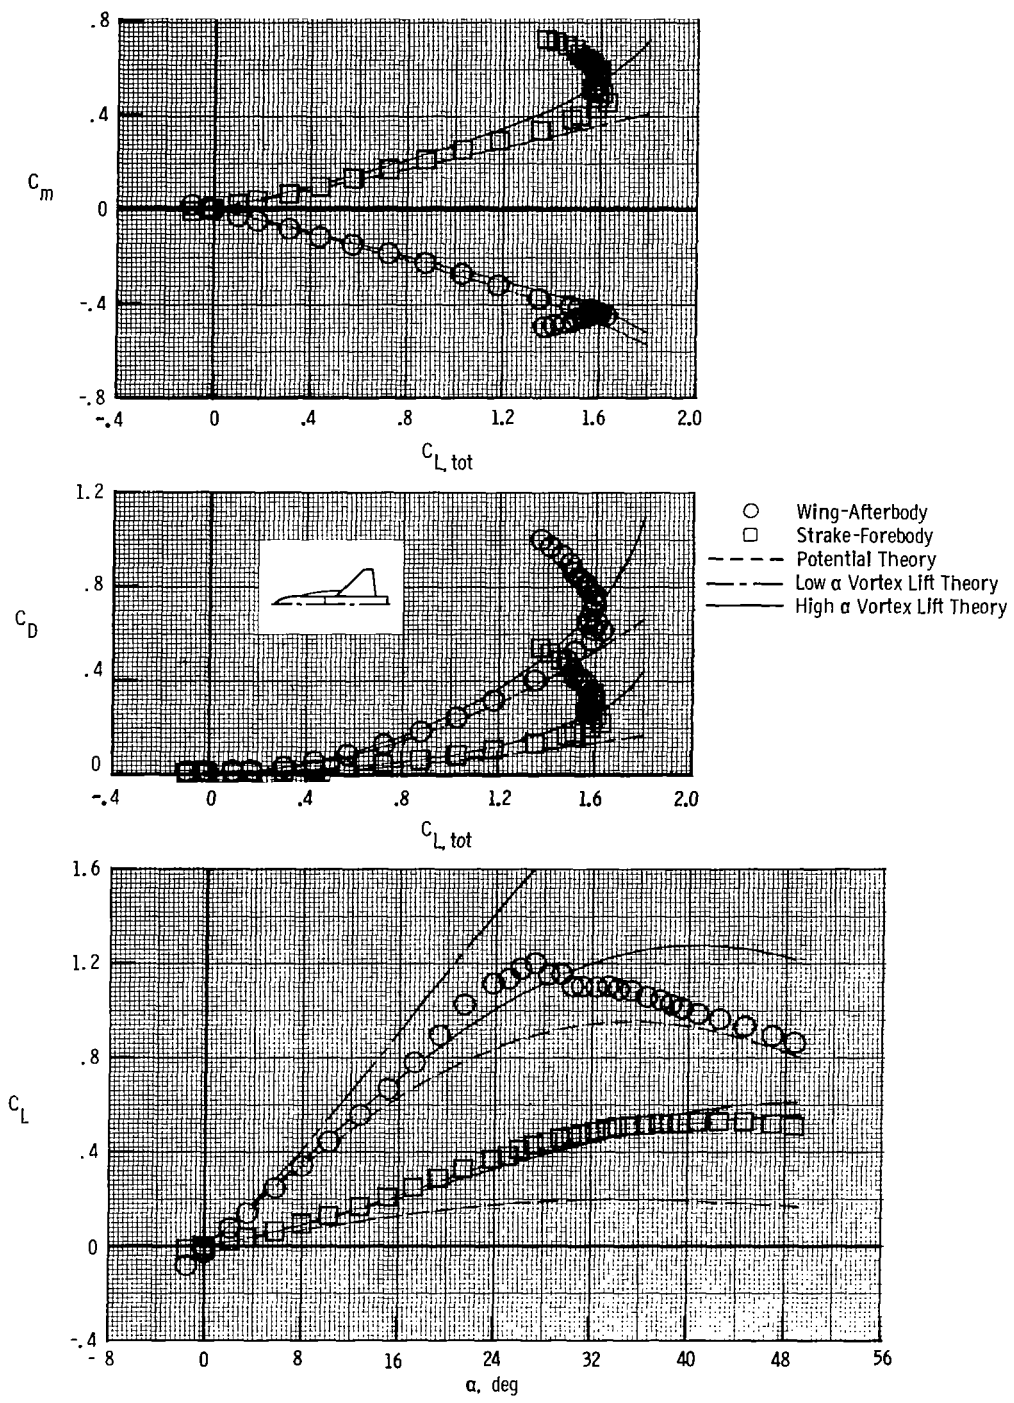 .8
.4
C_m
0
-.4
-.8
-.4 0 .4 .8 1.2 1.6 2.0
C_L, tot
1.2
.8
C_D
.4
0
-.4 0 .4 .8 1.2 1.6 2.0
C_L, tot
Wing-Afterbody
Strake-Forebody
Potential Theory
Low α Vortex Lift Theory
High α Vortex Lift Theory
1.6
1.2
.8
C_L
.4
0
-.4
- 8 0 8 16 24 32 40 48 56
α, deg